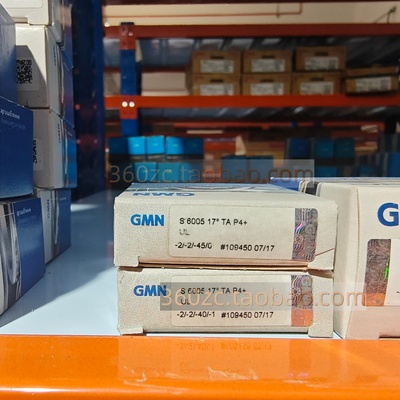 360zc.taobao.com
GMN
S 6005 17° TA P4+
UL
-2/-2/-45/0 #109450 07/17
GMN
GMN
S 6005 17° TA P4+
360zc.taobao.com
-2/-2/-40/-1 #109450 07/17